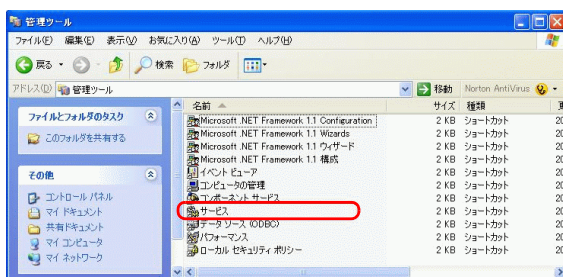 管理ツール
ファイル(F) 編集(E) 表示(V) お気に入り(A) ツール(T) ヘルプ(H)
戻る 検索 フォルダ
アドレス(D) 管理ツール 移動 Norton AntiVirus
名前 サイズ 種類
ファイルとフォルダのタスク
このフォルダを共有する
その他
コントロール パネル
マイ ドキュメント
共有ドキュメント
マイ コンピュータ
マイ ネットワーク
Microsoft .NET Framework 1.1 Configuration 2 KB ショートカット 20
Microsoft .NET Framework 1.1 Wizards 2 KB ショートカット 20
Microsoft .NET Framework 1.1 ウィザード 2 KB ショートカット 20
Microsoft .NET Framework 1.1 構成 2 KB ショートカット 20
イベント ビューア 2 KB ショートカット 20
コンピュータの管理 2 KB ショートカット 20
コンポーネント サービス 2 KB ショートカット 20
サービス 2 KB ショートカット 20
データ ソース (ODBC) 2 KB ショートカット 20
パフォーマンス 2 KB ショートカット 20
ローカル セキュリティ ポリシー 2 KB ショートカット 20